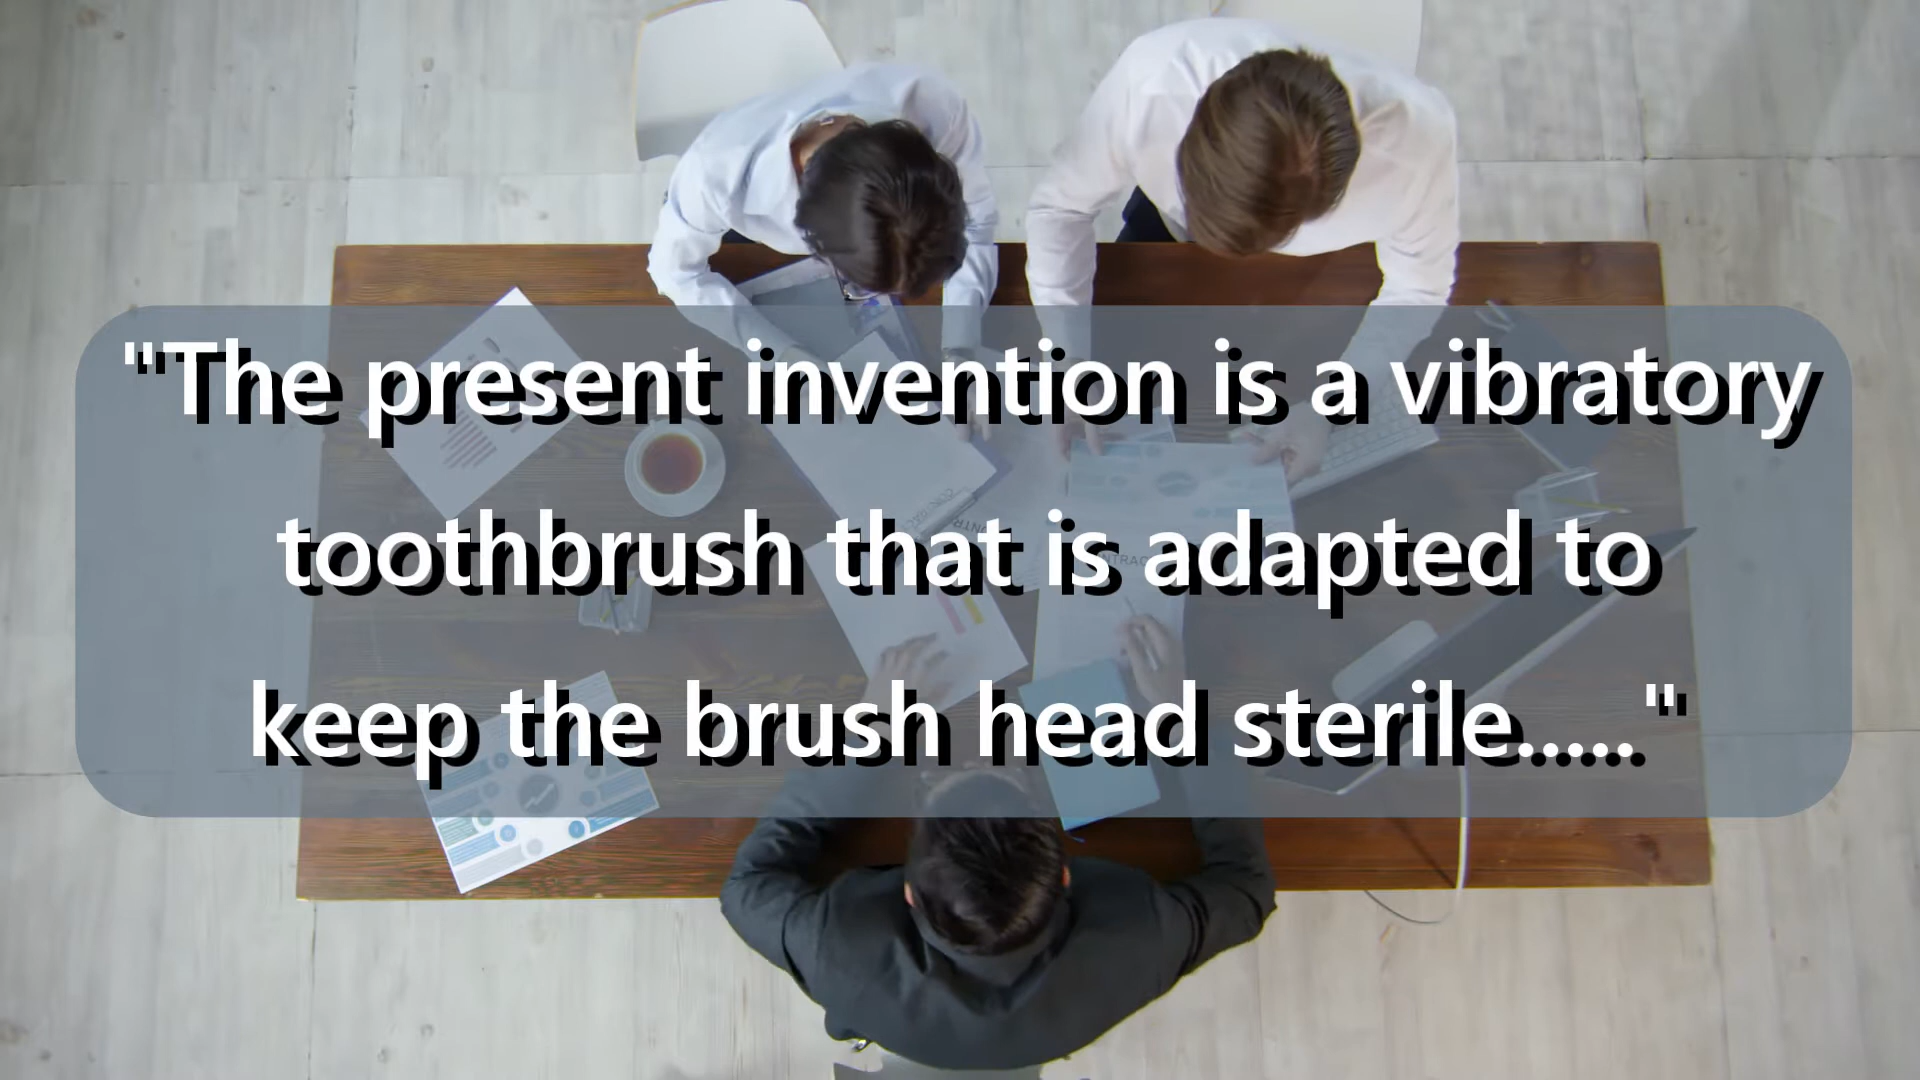 "The present invention is a vibratory
toothbrush that is adapted to
keep the brush head sterile....."